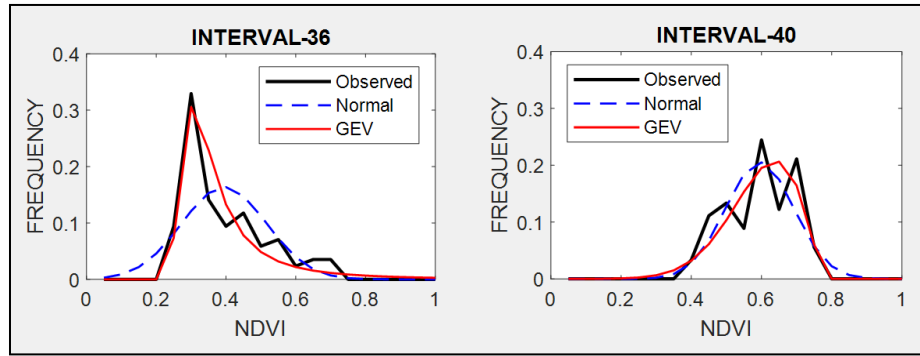 INTERVAL-36
0.4
0.3
0.2
0.1
0
FREQUENCY
Observed
Normal
GEV
0 0.2 0.4 0.6 0.8 1
NDVI
INTERVAL-40
0.4
0.3
0.2
0.1
0
FREQUENCY
Observed
Normal
GEV
0 0.2 0.4 0.6 0.8 1
NDVI